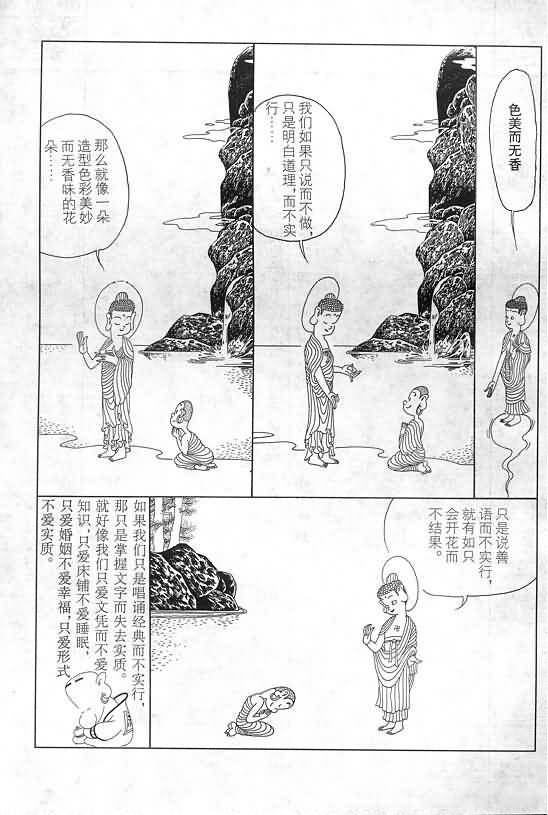 色美而无香
我们如果只说而不做，
只是明白道理，而不实
行……
那么就像一朵
造型色彩美妙
而无香味的花
朵……
只是说善
语而不实行，
就有如只
会开花而
不结果。
如果我们只是唱诵经典而不实行，
那只是掌握文字而失去实质。
就好像我们只爱文凭而不爱
知识，只爱床铺不爱睡眠，
只爱婚姻不爱幸福，只爱形式
不爱实质。